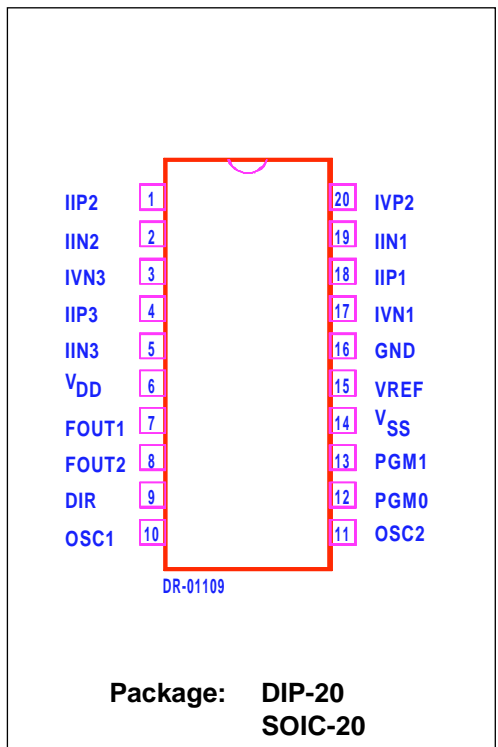 IIP2 1 20 IVP2
IIN2 2 19 IIN1
IVN3 3 18 IIP1
IIP3 4 17 IVN1
IIN3 5 16 GND
VDD 6 15 VREF
FOUT1 7 14 VSS
FOUT2 8 13 PGM1
DIR 9 12 PGM0
OSC1 10 11 OSC2
DR-01109
Package: DIP-20
SOIC-20